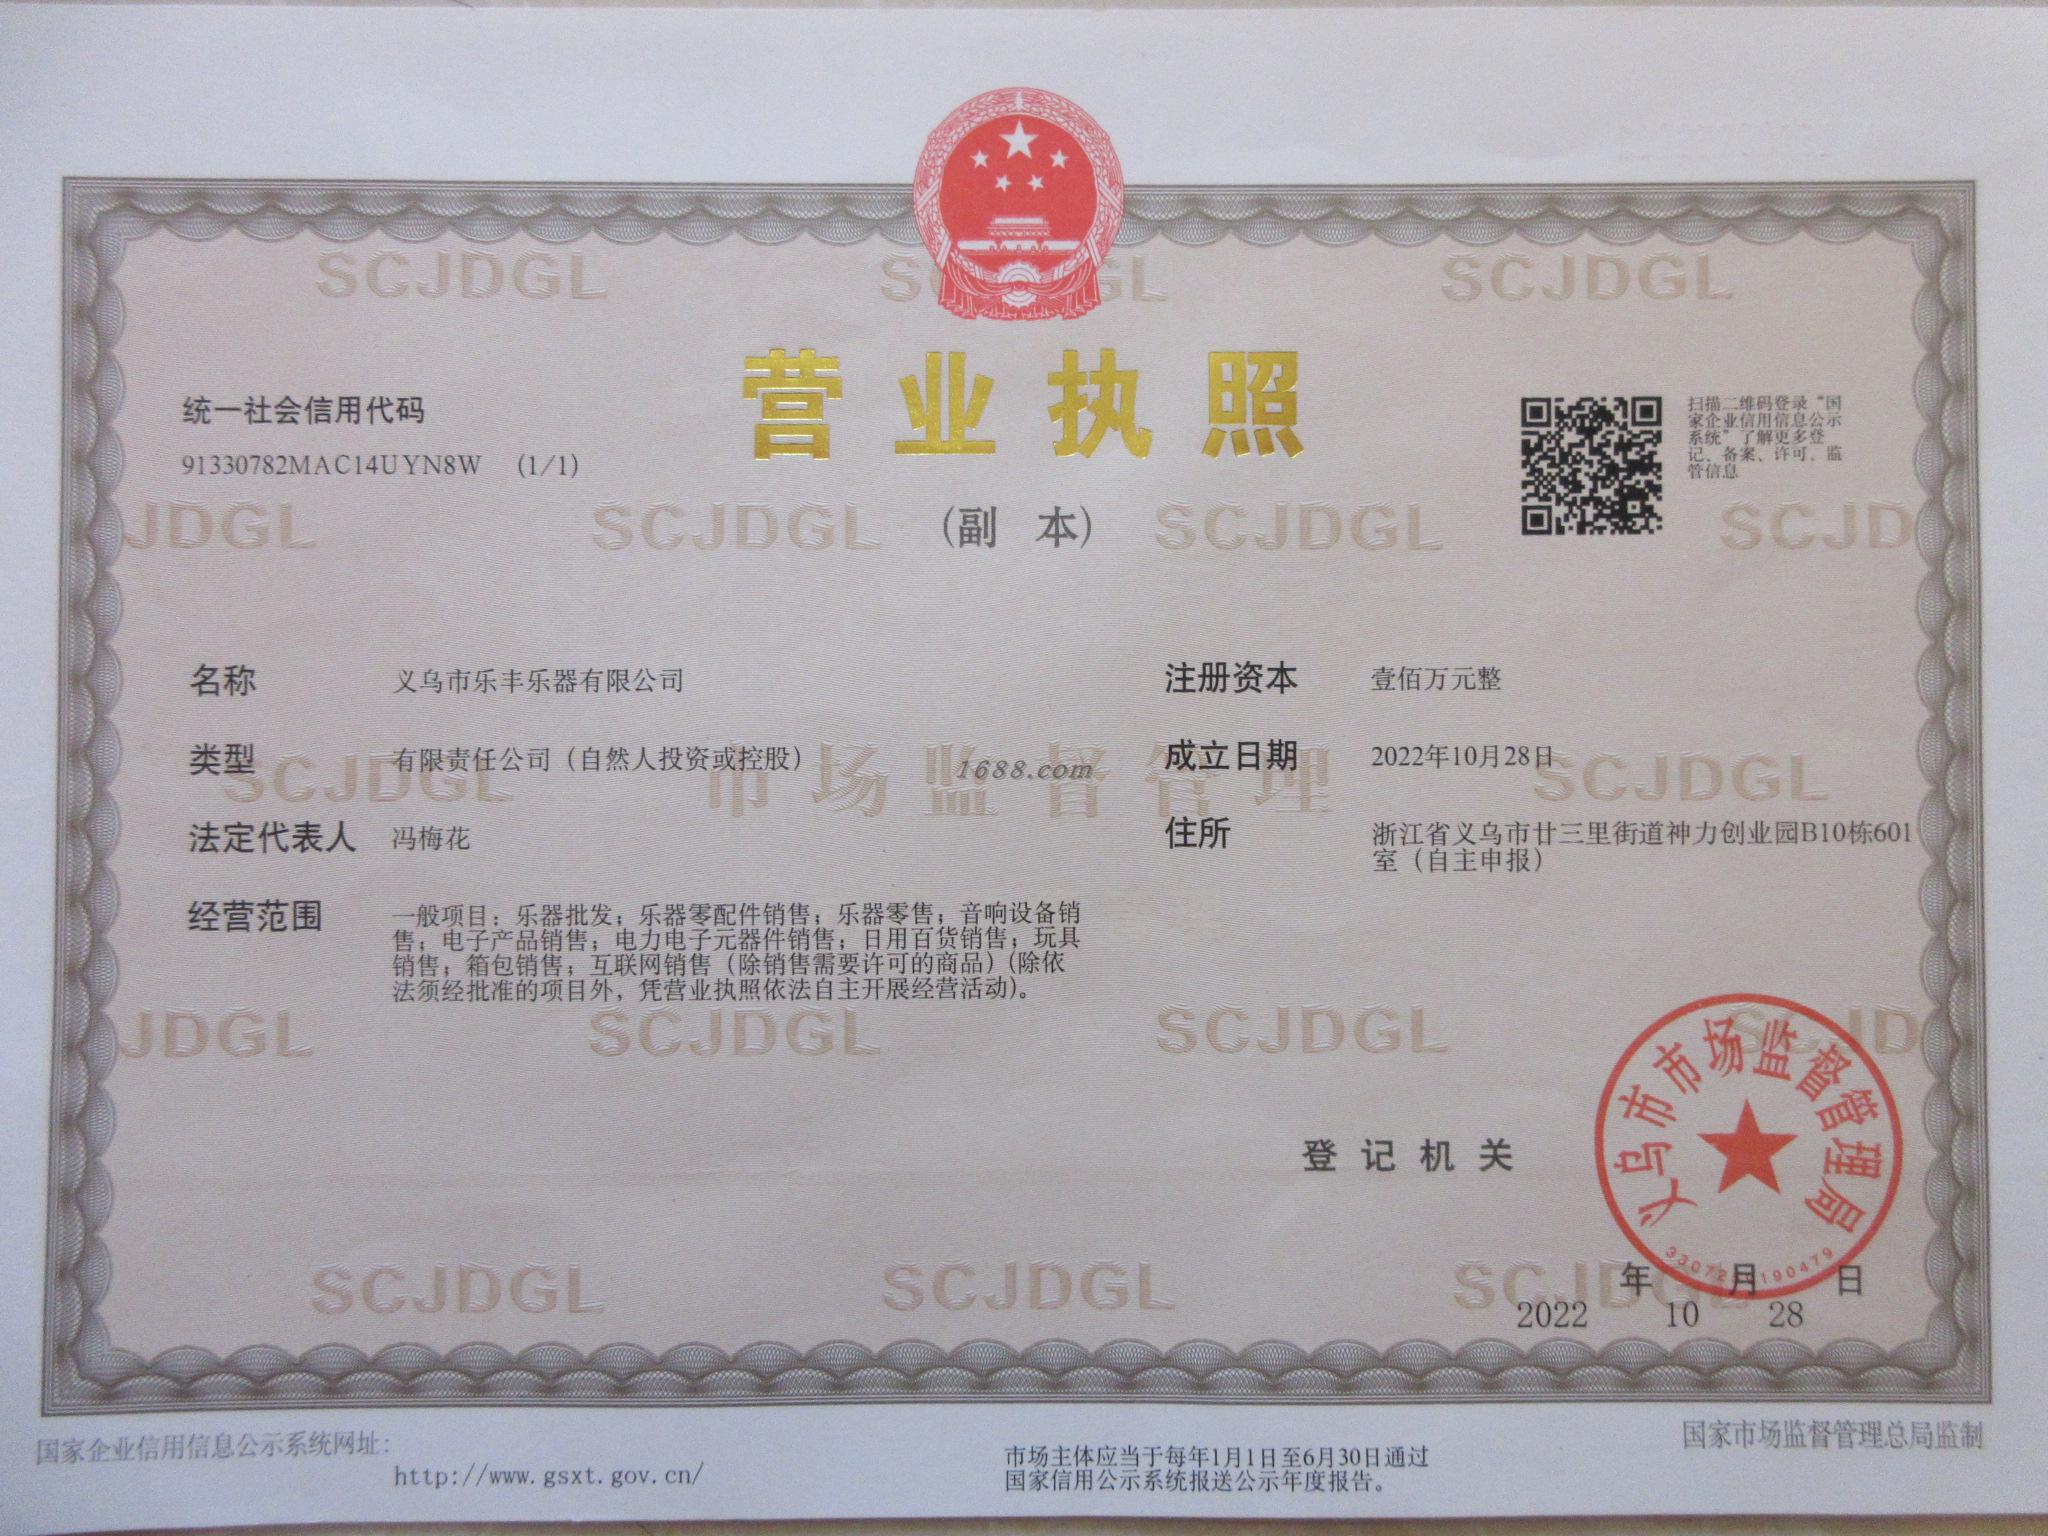 营业执照
(副 本)
统一社会信用代码
91330782MAC14UYN8W (1/1)
扫描二维码登录“国
家企业信用信息公示
系统”了解更多登
记、备案、许可、监
管信息
名称 义乌市乐丰乐器有限公司
类型 有限责任公司（自然人投资或控股）
法定代表人 冯梅花
经营范围 一般项目：乐器批发；乐器零配件销售；乐器零售；音响设备销
售；电子产品销售；电力电子元器件销售；日用百货销售；玩具
销售；箱包销售；互联网销售（除销售需要许可的商品）(除依
法须经批准的项目外，凭营业执照依法自主开展经营活动)。
注册资本 壹佰万元整
成立日期 2022年10月28日
住所 浙江省义乌市廿三里街道神力创业园B10栋601
室（自主申报）
1688.com
SCJDGL
市场监督管理
登记机关
义乌市市场监督管理局
年 月 日
2022 10 28
国家企业信用信息公示系统网址：
http://www.gsxt.gov.cn/
市场主体应当于每年1月1日至6月30日通过
国家信用公示系统报送公示年度报告。
国家市场监督管理总局监制